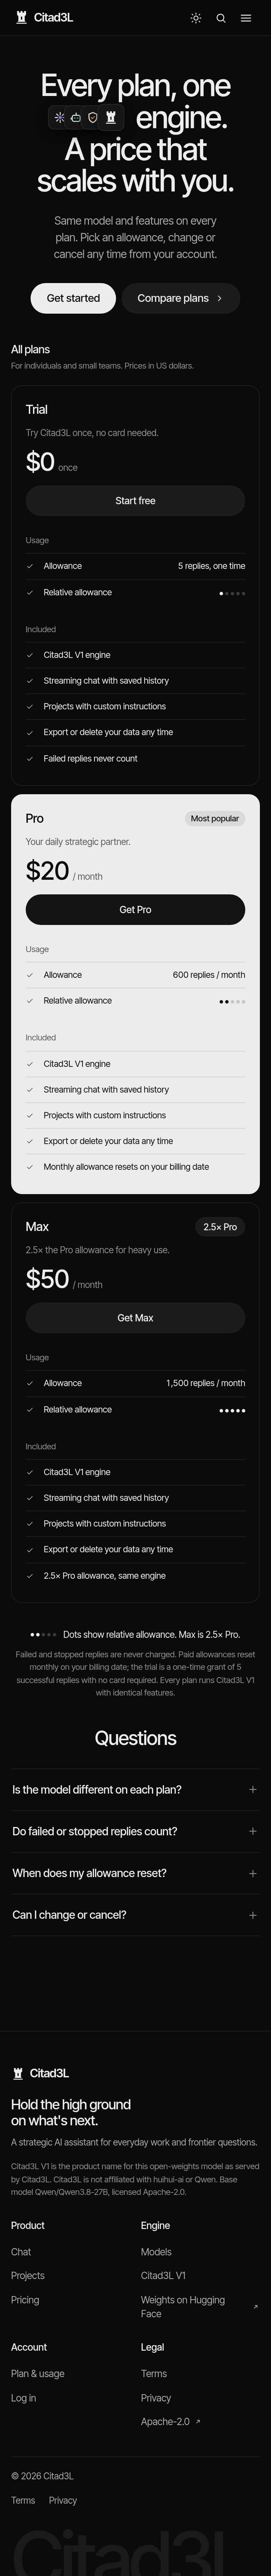 Citad3L
Every plan, one
engine.
A price that
scales with you.
Same model and features on every
plan. Pick an allowance, change or
cancel any time from your account.
Get started
Compare plans
All plans
For individuals and small teams. Prices in US dollars.
Trial
Try Citad3L once, no card needed.
$0 once
Start free
Usage
Allowance 5 replies, one time
Relative allowance
Included
Citad3L V1 engine
Streaming chat with saved history
Projects with custom instructions
Export or delete your data any time
Failed replies never count
Pro Most popular
Your daily strategic partner.
$20 / month
Get Pro
Usage
Allowance 600 replies / month
Relative allowance
Included
Citad3L V1 engine
Streaming chat with saved history
Projects with custom instructions
Export or delete your data any time
Monthly allowance resets on your billing date
Max 2.5× Pro
2.5× the Pro allowance for heavy use.
$50 / month
Get Max
Usage
Allowance 1,500 replies / month
Relative allowance
Included
Citad3L V1 engine
Streaming chat with saved history
Projects with custom instructions
Export or delete your data any time
2.5× Pro allowance, same engine
Dots show relative allowance. Max is 2.5× Pro.
Failed and stopped replies are never charged. Paid allowances reset
monthly on your billing date; the trial is a one-time grant of 5
successful replies with no card required. Every plan runs Citad3L V1
with identical features.
Questions
Is the model different on each plan?
Do failed or stopped replies count?
When does my allowance reset?
Can I change or cancel?
Citad3L
Hold the high ground
on what's next.
A strategic AI assistant for everyday work and frontier questions.
Citad3L V1 is the product name for this open-weights model as served
by Citad3L. Citad3L is not affiliated with huihui-ai or Qwen. Base
model Qwen/Qwen3.8-27B, licensed Apache-2.0.
Product
Chat
Projects
Pricing
Engine
Models
Citad3L V1
Weights on Hugging
Face
Account
Plan & usage
Log in
Legal
Terms
Privacy
Apache-2.0
© 2026 Citad3L
Terms Privacy
Citad3L